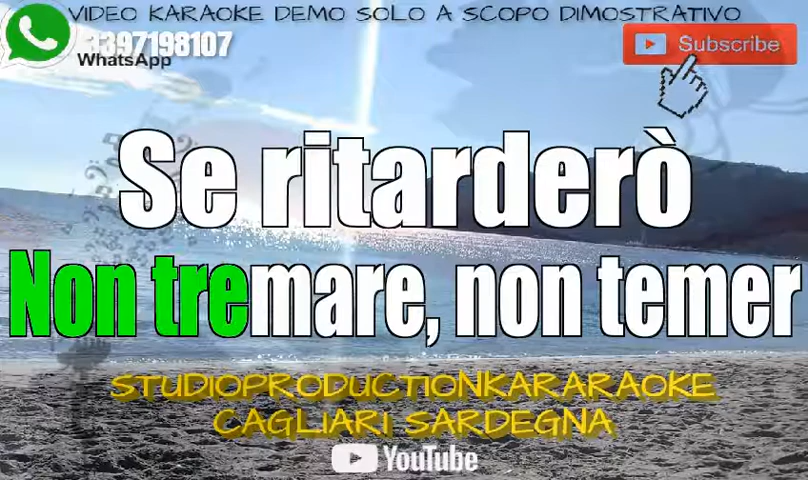 VIDEO KARAOKE DEMO SOLO A SCOPO DIMOSTRATIVO
3397198107
WhatsApp
Subscribe
Se ritarderò
Non tremare, non temer
STUDIOPRODUCTIONKARARAOKE
CAGLIARI SARDEGNA
YouTube